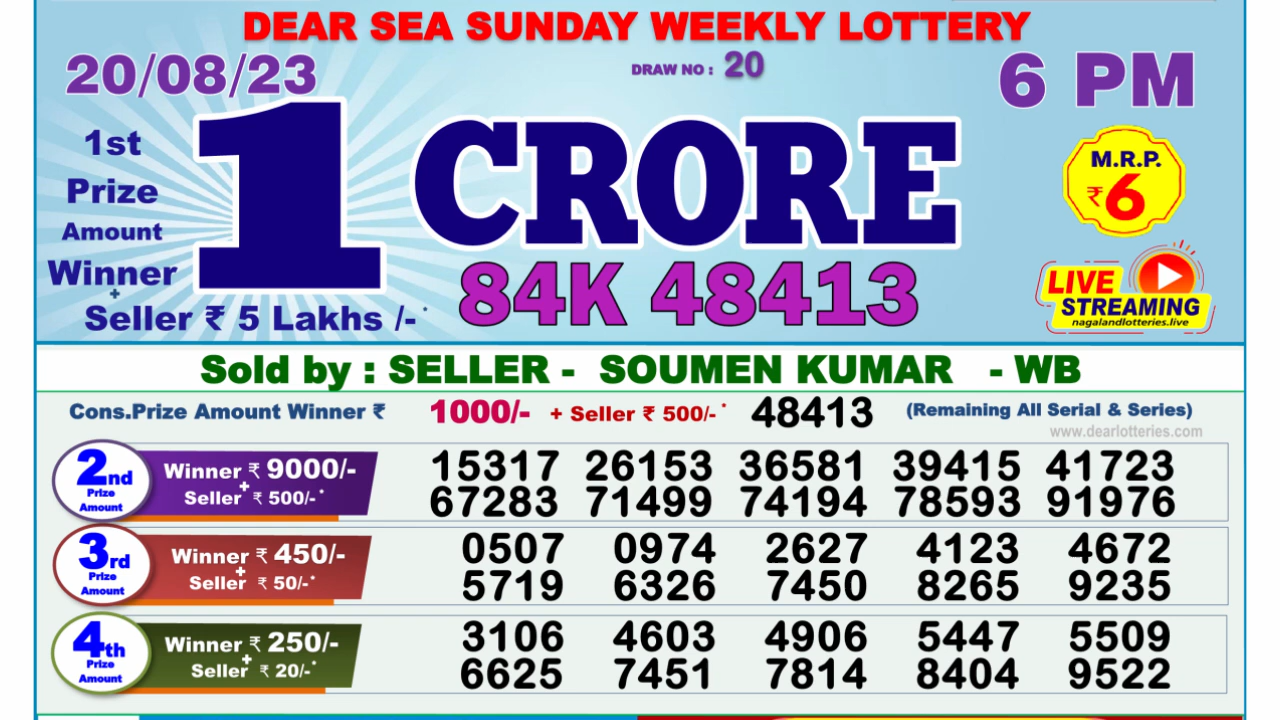 DEAR SEA SUNDAY WEEKLY LOTTERY
20/08/23
DRAW NO : 20
6 PM
1st
Prize
Amount
Winner
+
Seller ₹ 5 Lakhs /- *
1 CRORE
84K 48413
M.R.P.
₹6
LIVE
STREAMING
nagalandlotteries.live
Sold by : SELLER - SOUMEN KUMAR - WB
Cons.Prize Amount Winner ₹ 1000/- + Seller ₹ 500/- * 48413 (Remaining All Serial & Series)
www.dearlotteries.com
2nd
Prize
Amount
Winner ₹ 9000/-
+
Seller ₹ 500/- *
15317 26153 36581 39415 41723
67283 71499 74194 78593 91976
3rd
Prize
Amount
Winner ₹ 450/-
+
Seller ₹ 50/- *
0507 0974 2627 4123 4672
5719 6326 7450 8265 9235
4th
Prize
Amount
Winner ₹ 250/-
+
Seller ₹ 20/- *
3106 4603 4906 5447 5509
6625 7451 7814 8404 9522